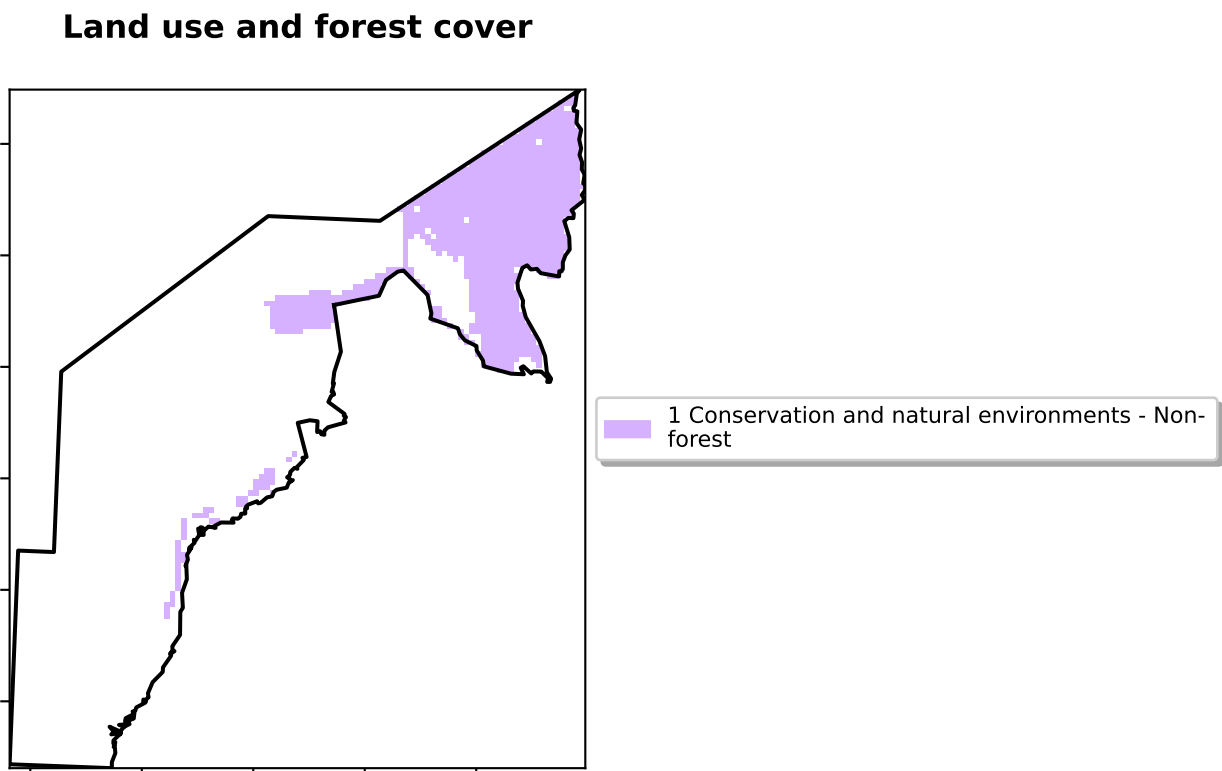 Land use and forest cover
1 Conservation and natural environments - Non-
forest